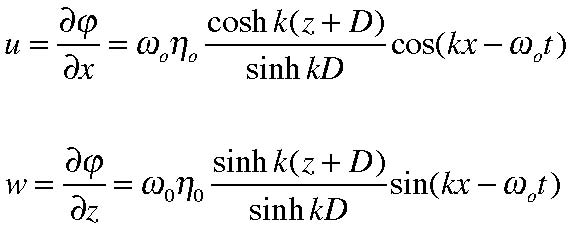 u = ∂φ/∂x = ω_o η_o cosh k(z + D)/sinh kD cos(kx − ω_o t)
w = ∂φ/∂z = ω_0 η_0 sinh k(z + D)/sinh kD sin(kx − ω_o t)